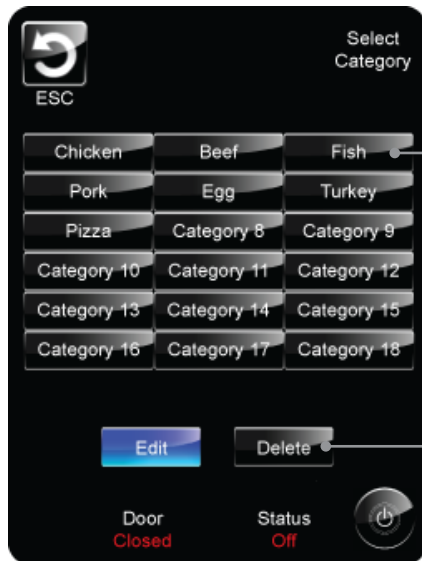 Select
Category
ESC
Chicken Beef Fish
Pork Egg Turkey
Pizza Category 8 Category 9
Category 10 Category 11 Category 12
Category 13 Category 14 Category 15
Category 16 Category 17 Category 18
Edit Delete
Door Status
Closed Off